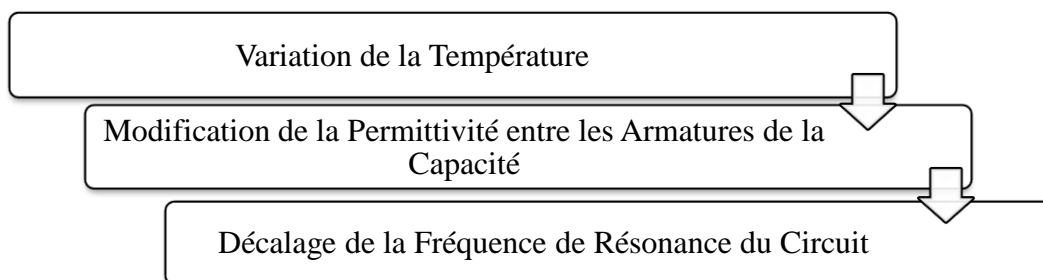 Variation de la Température
Modification de la Permittivité entre les Armatures de la
Capacité
Décalage de la Fréquence de Résonance du Circuit